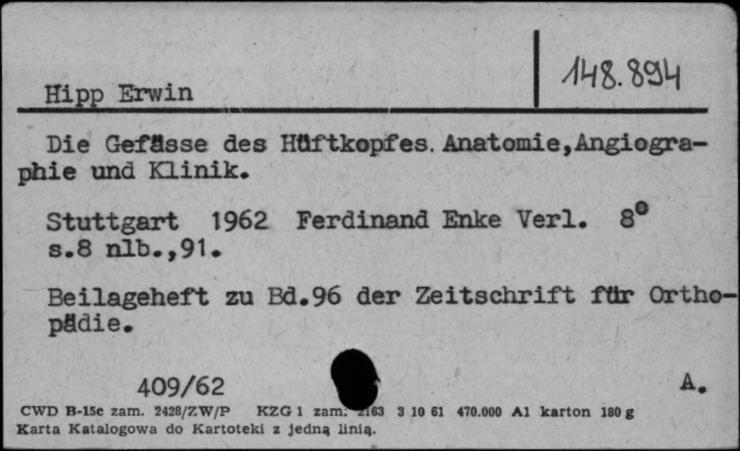 148.894
Hipp Erwin
Die Gefässe des Hüftkopfes. Anatomie,Angiogra-
phie und Klinik.
Stuttgart 1962 Ferdinand Enke Verl. 8°
s.8 nlb.,91.
Beilageheft zu Bd.96 der Zeitschrift für Ortho-
pädie.
409/62 A.
CWD B-15c zam. 2428/ZW/P KZG 1 zam. 2163 3 10 61 470.000 A1 karton 180 g
Karta Katalogowa do Kartoteki z jedną linią.